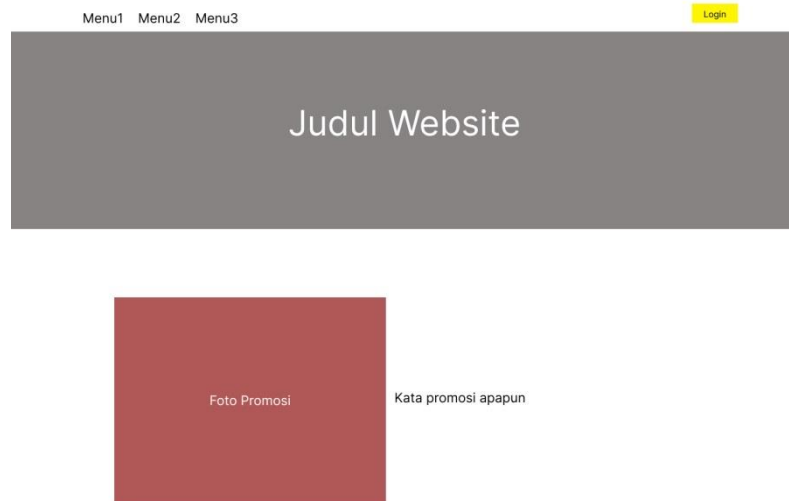 Menu1 Menu2 Menu3 Login
Judul Website
Foto Promosi
Kata promosi apapun